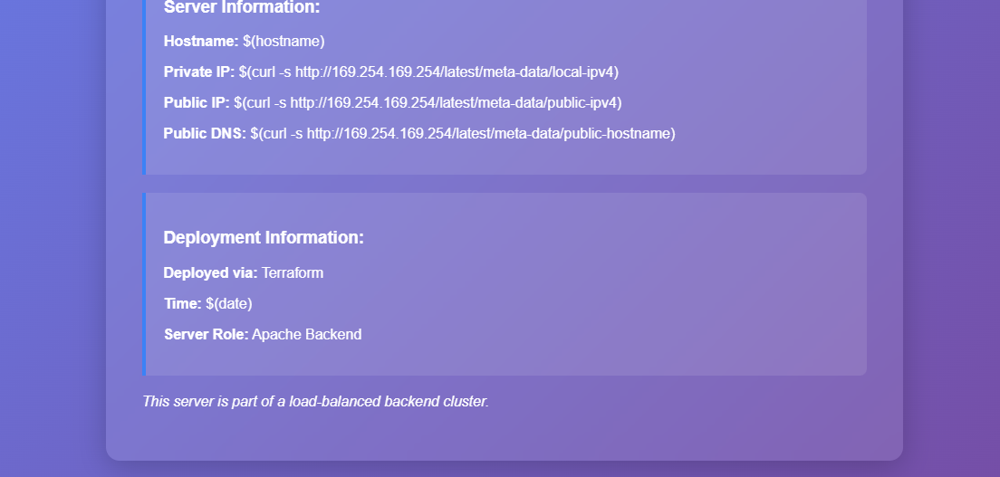 Server Information:
Hostname: $(hostname)
Private IP: $(curl -s http://169.254.169.254/latest/meta-data/local-ipv4)
Public IP: $(curl -s http://169.254.169.254/latest/meta-data/public-ipv4)
Public DNS: $(curl -s http://169.254.169.254/latest/meta-data/public-hostname)
Deployment Information:
Deployed via: Terraform
Time: $(date)
Server Role: Apache Backend
This server is part of a load-balanced backend cluster.